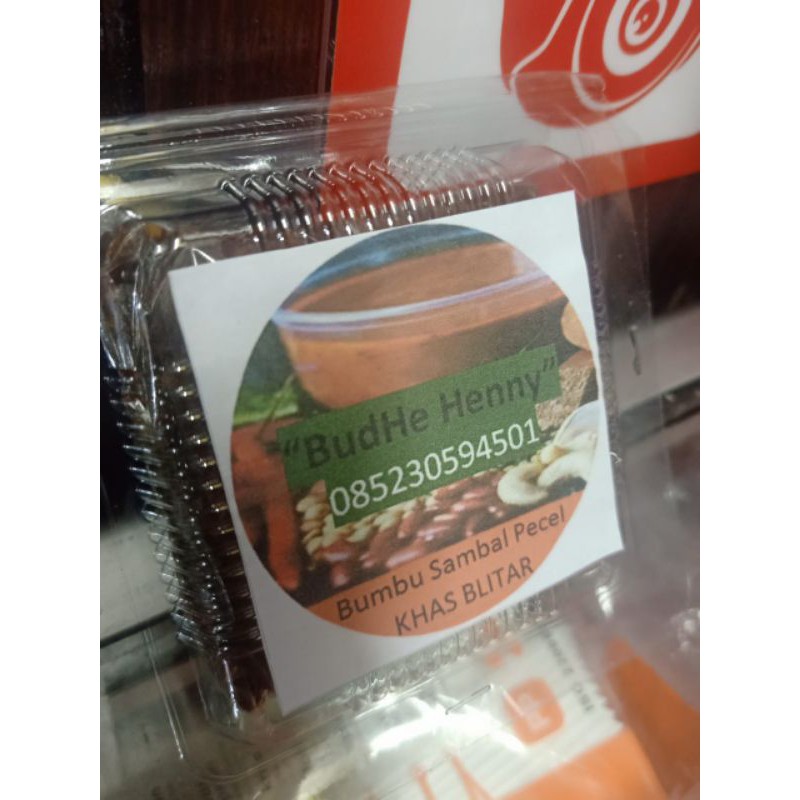 “BudHe Henny”
085230594501
Bumbu Sambal Pecel
KHAS BLITAR